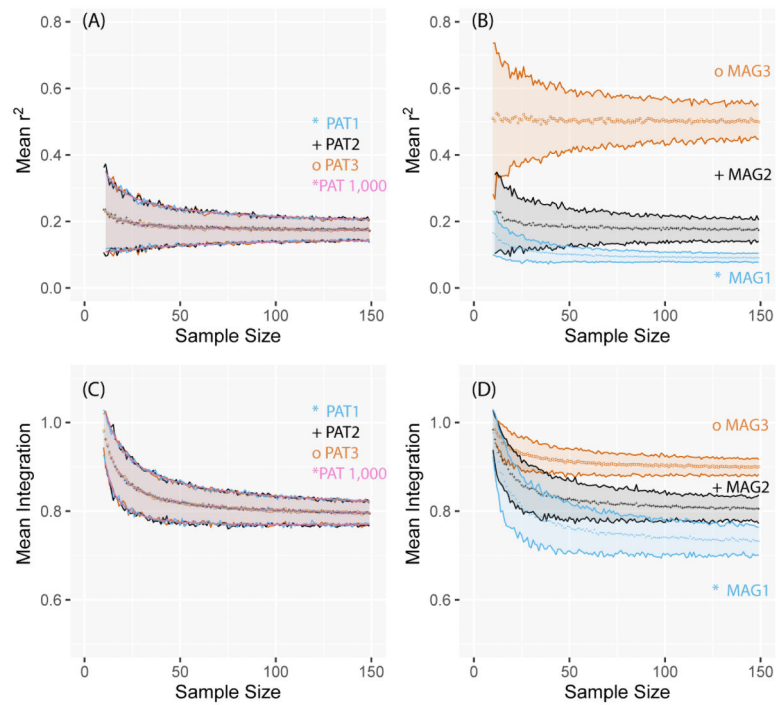 (A)
Mean r²
0.8
0.6
0.4
0.2
0.0
* PAT1
+ PAT2
o PAT3
*PAT 1,000
0 50 100 150
Sample Size
(B)
Mean r²
0.8
0.6
0.4
0.2
0.0
o MAG3
+ MAG2
* MAG1
0 50 100 150
Sample Size
(C)
Mean Integration
1.0
0.8
0.6
* PAT1
+ PAT2
o PAT3
*PAT 1,000
0 50 100 150
Sample Size
(D)
Mean Integration
1.0
0.8
0.6
o MAG3
+ MAG2
* MAG1
0 50 100 150
Sample Size